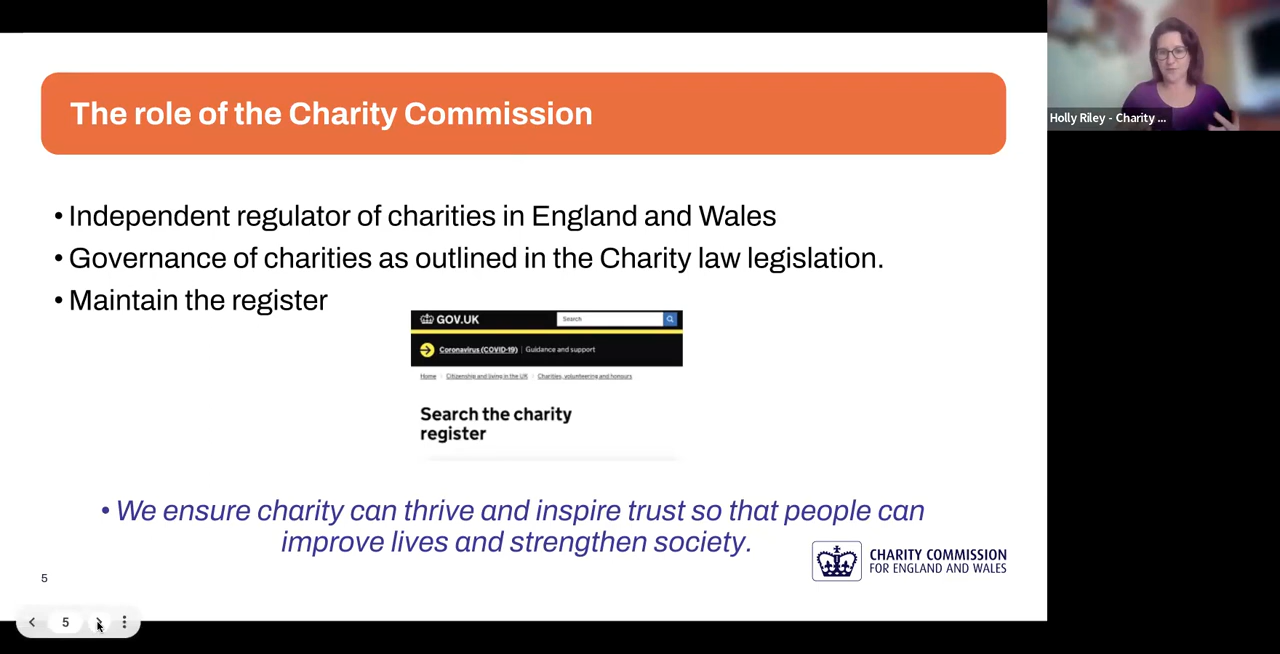 The role of the Charity Commission
Holly Riley - Charity ...
• Independent regulator of charities in England and Wales
• Governance of charities as outlined in the Charity law legislation.
• Maintain the register
GOV.UK
Search
Coronavirus (COVID-19) | Guidance and support
Home
Citizenship and living in the UK
Charities, volunteering and honours
Search the charity
register
• We ensure charity can thrive and inspire trust so that people can
improve lives and strengthen society.
CHARITY COMMISSION
FOR ENGLAND AND WALES
5
5